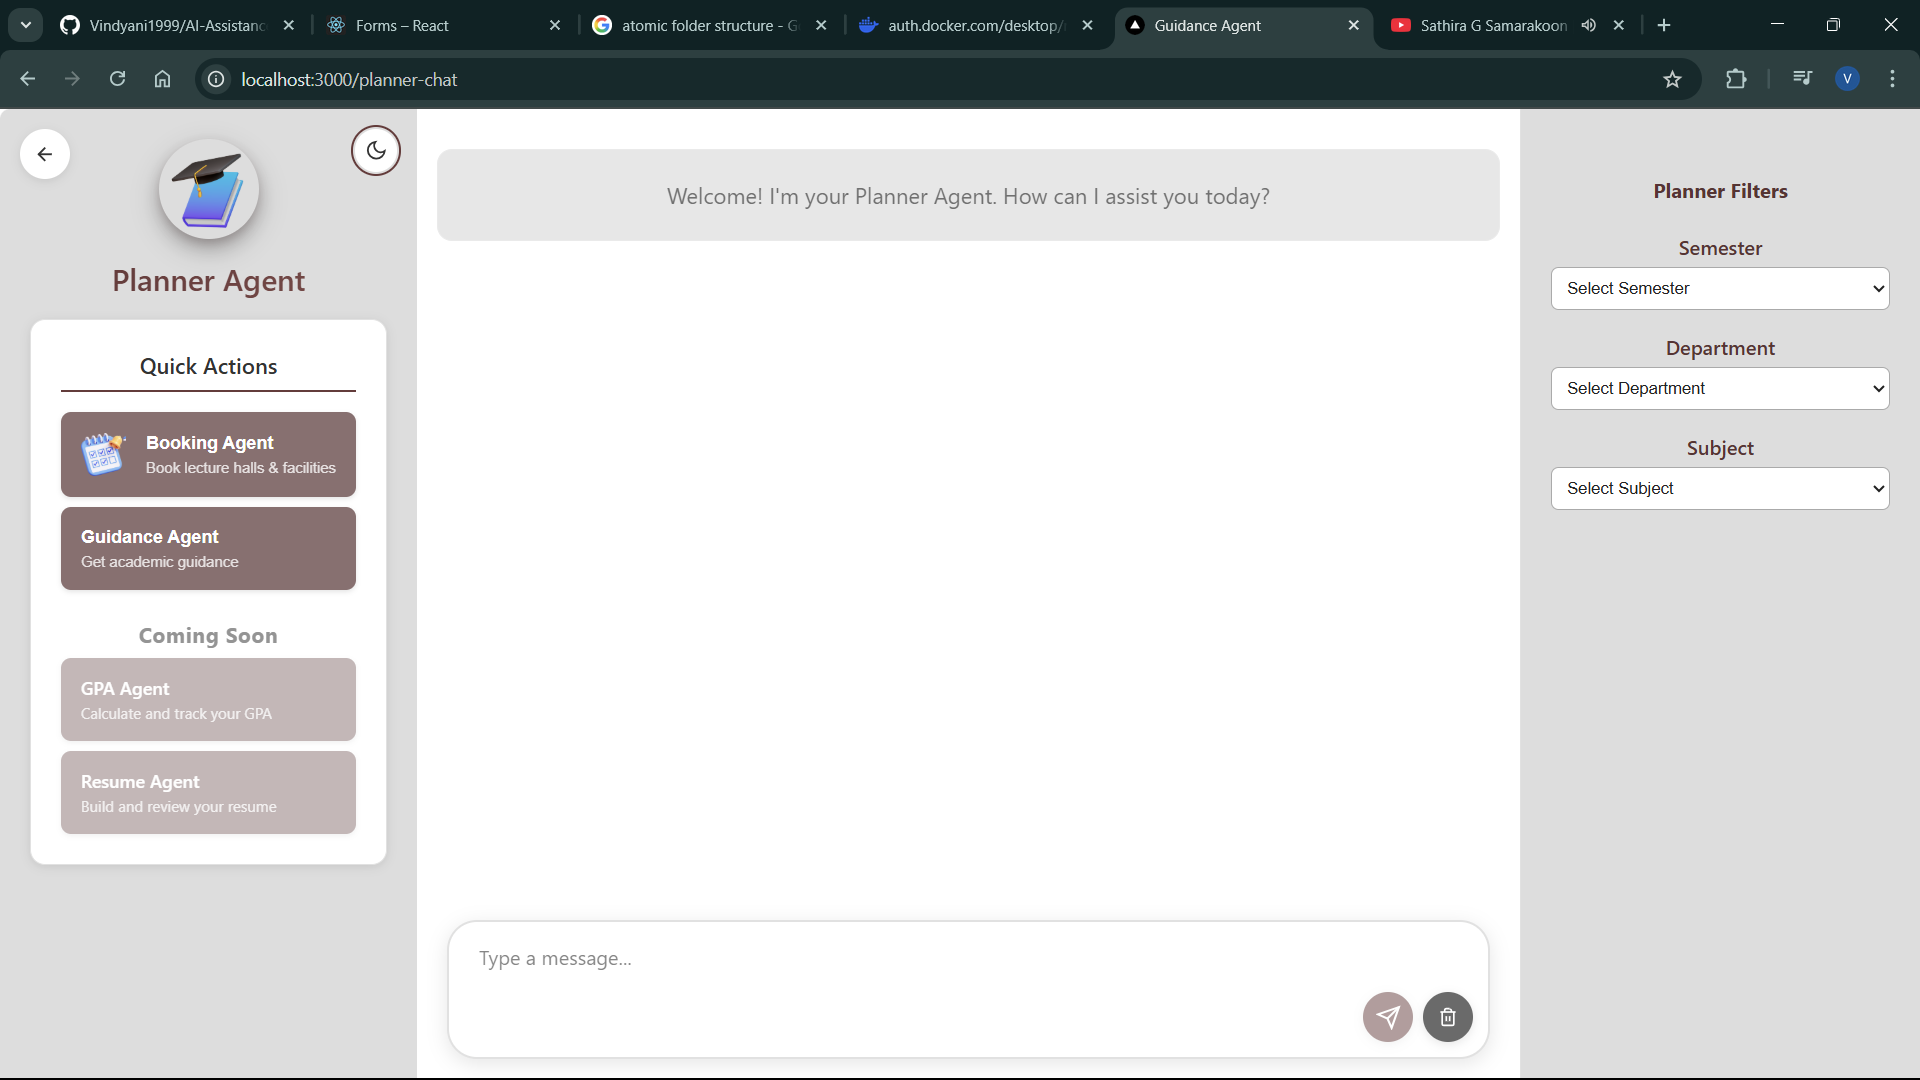 Vindyani1999/AI-Assistanc
Forms – React
atomic folder structure - G
auth.docker.com/desktop/
Guidance Agent
Sathira G Samarakoon
localhost:3000/planner-chat
V
Planner Agent
Quick Actions
Booking Agent
Book lecture halls & facilities
Guidance Agent
Get academic guidance
Coming Soon
GPA Agent
Calculate and track your GPA
Resume Agent
Build and review your resume
Welcome! I'm your Planner Agent. How can I assist you today?
Type a message...
Planner Filters
Semester
Select Semester
Department
Select Department
Subject
Select Subject